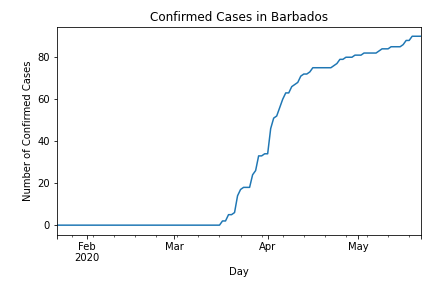 Confirmed Cases in Barbados
Number of Confirmed Cases
80
60
40
20
0
Feb
2020
Mar
Apr
May
Day